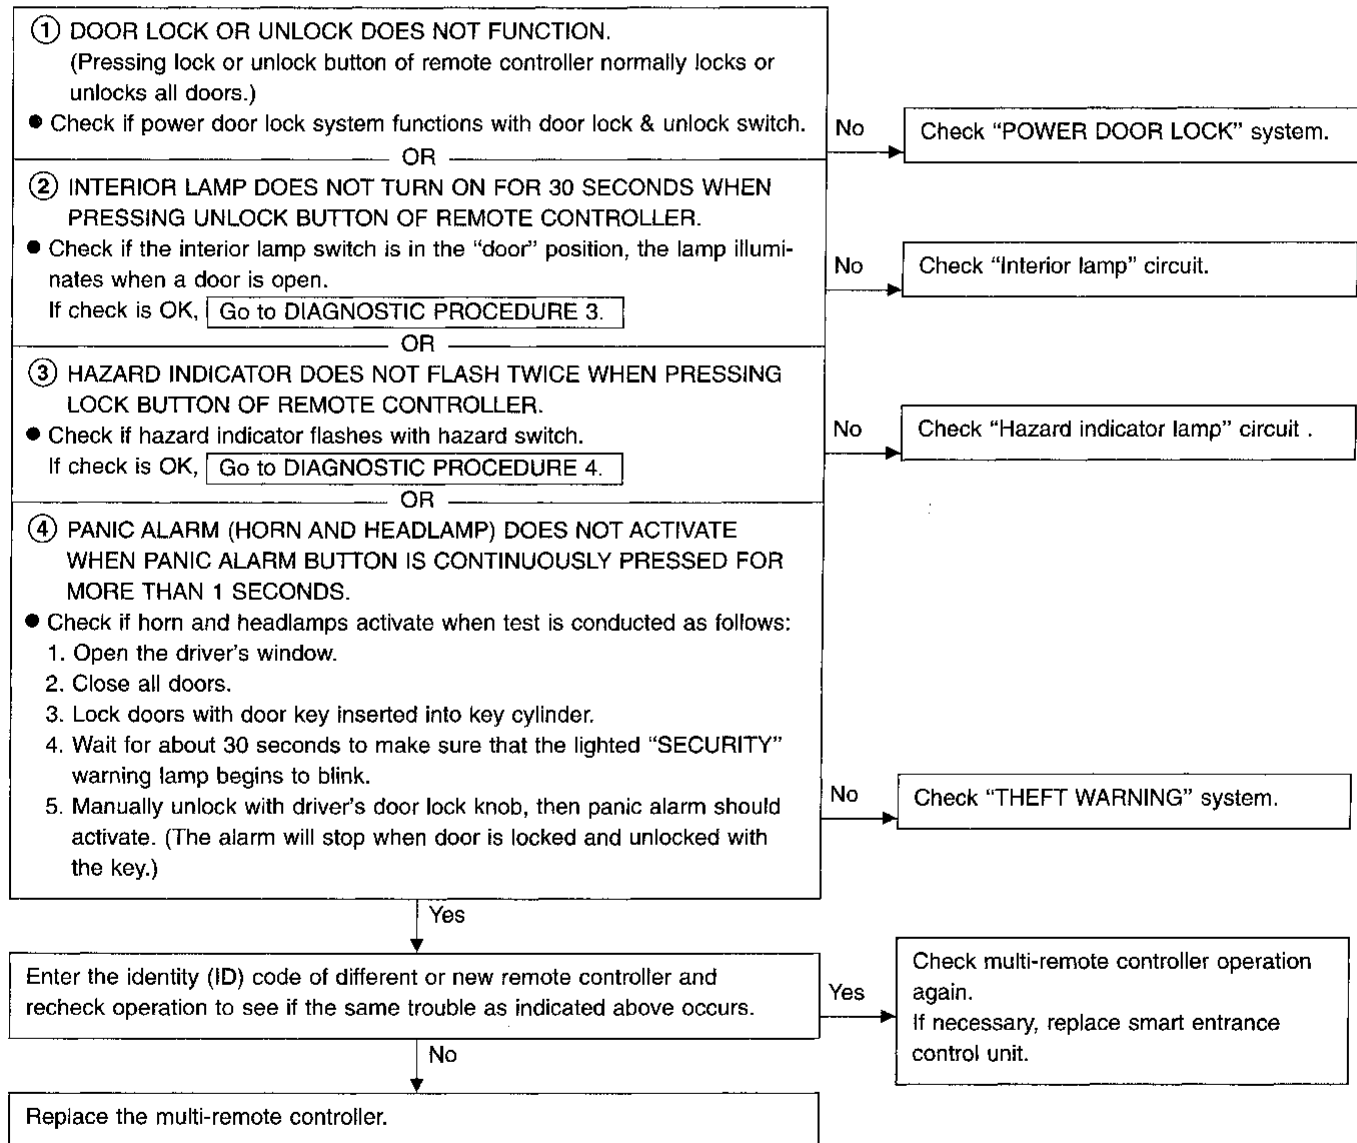 ① DOOR LOCK OR UNLOCK DOES NOT FUNCTION.
(Pressing lock or unlock button of remote controller normally locks or
unlocks all doors.)
● Check if power door lock system functions with door lock & unlock switch.
No
Check “POWER DOOR LOCK” system.
OR
② INTERIOR LAMP DOES NOT TURN ON FOR 30 SECONDS WHEN
PRESSING UNLOCK BUTTON OF REMOTE CONTROLLER.
● Check if the interior lamp switch is in the “door” position, the lamp illumi-
nates when a door is open.
If check is OK, Go to DIAGNOSTIC PROCEDURE 3.
No
Check “Interior lamp” circuit.
OR
③ HAZARD INDICATOR DOES NOT FLASH TWICE WHEN PRESSING
LOCK BUTTON OF REMOTE CONTROLLER.
● Check if hazard indicator flashes with hazard switch.
If check is OK, Go to DIAGNOSTIC PROCEDURE 4.
No
Check “Hazard indicator lamp” circuit .
OR
④ PANIC ALARM (HORN AND HEADLAMP) DOES NOT ACTIVATE
WHEN PANIC ALARM BUTTON IS CONTINUOUSLY PRESSED FOR
MORE THAN 1 SECONDS.
● Check if horn and headlamps activate when test is conducted as follows:
1. Open the driver’s window.
2. Close all doors.
3. Lock doors with door key inserted into key cylinder.
4. Wait for about 30 seconds to make sure that the lighted “SECURITY”
warning lamp begins to blink.
5. Manually unlock with driver’s door lock knob, then panic alarm should
activate. (The alarm will stop when door is locked and unlocked with
the key.)
No
Check “THEFT WARNING” system.
Yes
Enter the identity (ID) code of different or new remote controller and
recheck operation to see if the same trouble as indicated above occurs.
Yes
Check multi-remote controller operation
again.
If necessary, replace smart entrance
control unit.
No
Replace the multi-remote controller.